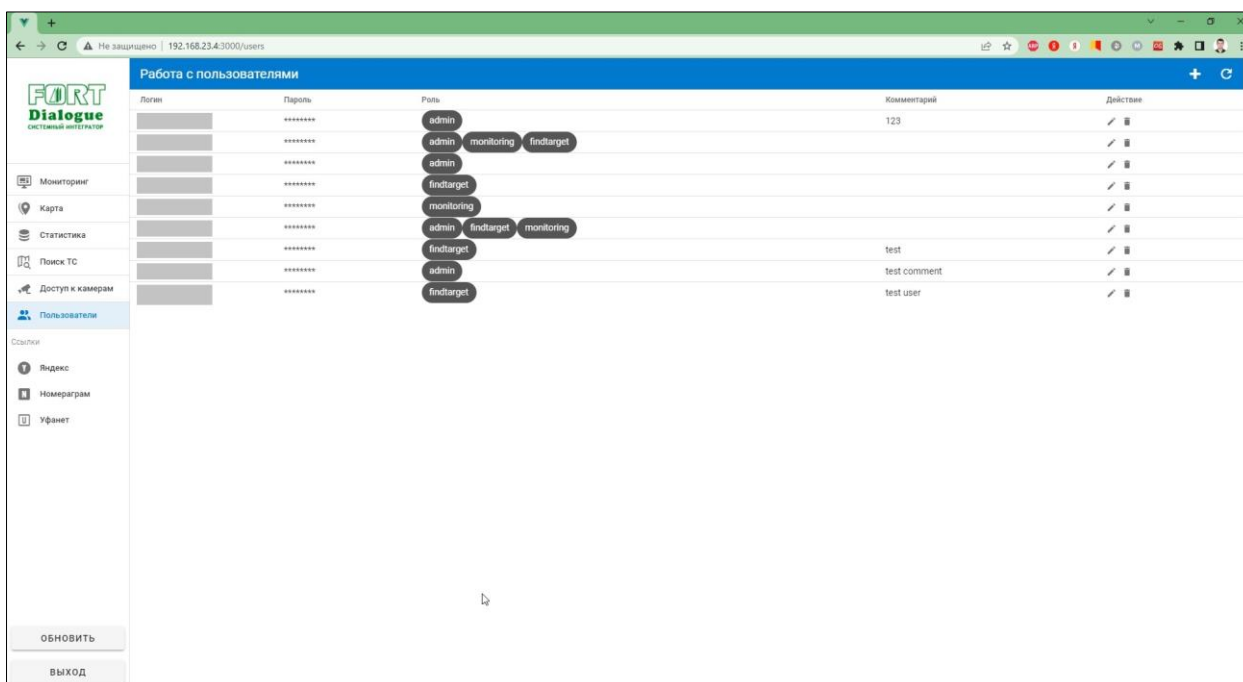 Не защищено | 192.168.23.4:3000/users
FORT
Dialogue
СИСТЕМНЫЙ ИНТЕГРАТОР
Мониторинг
Карта
Статистика
Поиск ТС
Доступ к камерам
Пользователи
Ссылки
Яндекс
Номераграм
Уфанет
ОБНОВИТЬ
ВЫХОД
Работа с пользователями
Логин Пароль Роль Комментарий Действие
******** admin 123
******** admin monitoring findtarget
******** admin
******** findtarget
******** monitoring
******** admin findtarget monitoring
******** findtarget test
******** admin test comment
******** findtarget test user